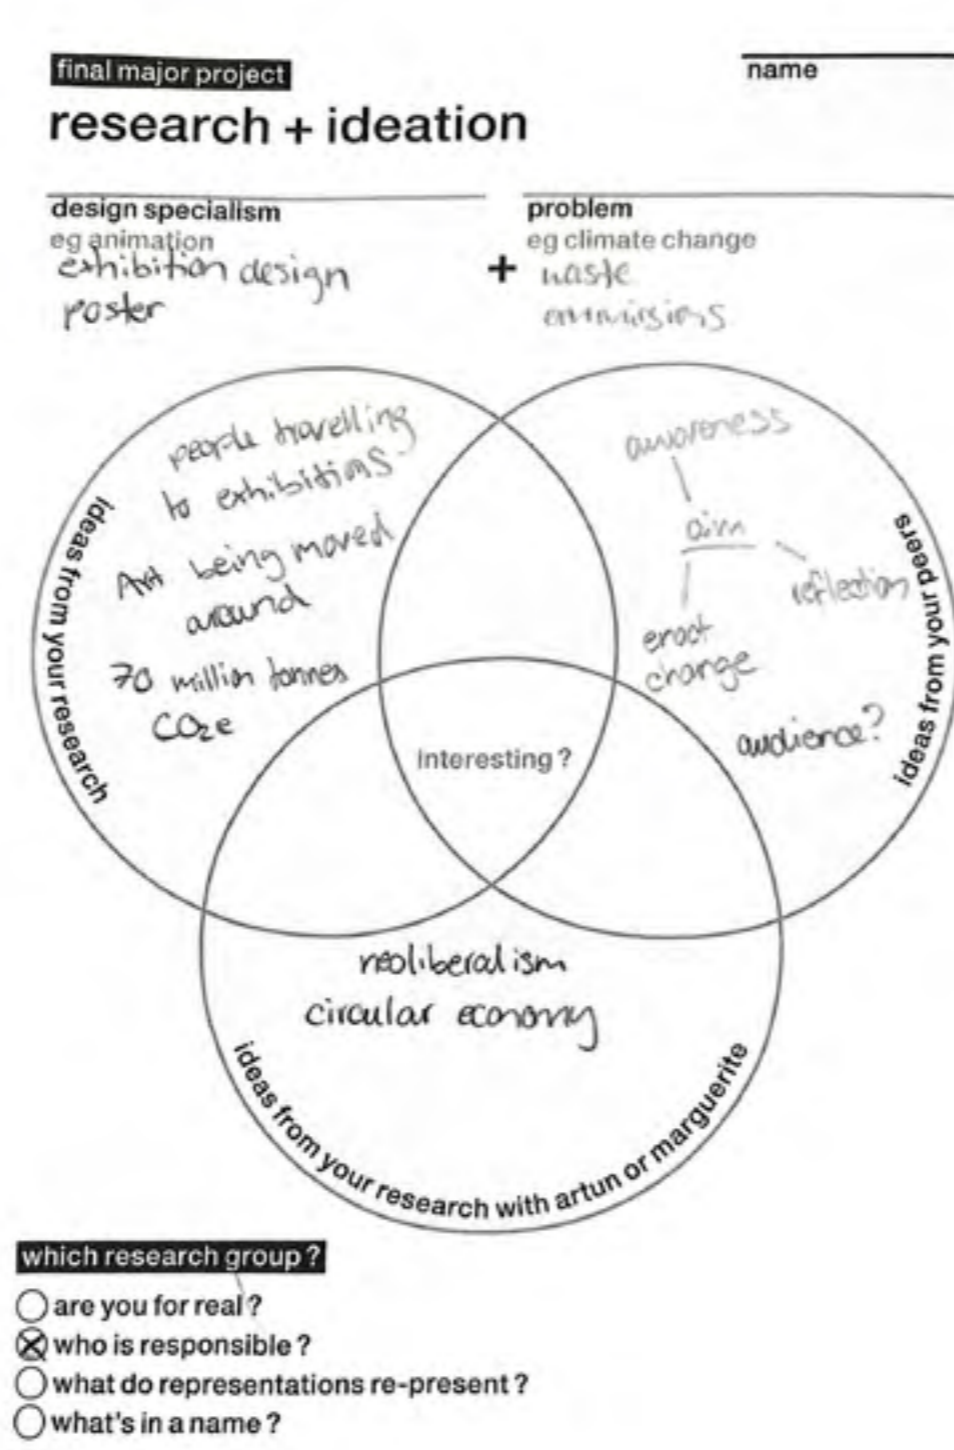 final major project
name
research + ideation
design specialism
eg animation
exhibition design
poster
+
problem
eg climate change
waste
emmissions
ideas from your research
people travelling
to exhibitions
Art being moved
around
70 million tonnes
CO2e
ideas from your peers
awareness
aim
reflection
enact
change
audience?
Interesting?
neoliberalism
circular economy
ideas from your research with artun or marguerite
which research group?
are you for real?
who is responsible?
what do representations re-present?
what's in a name?